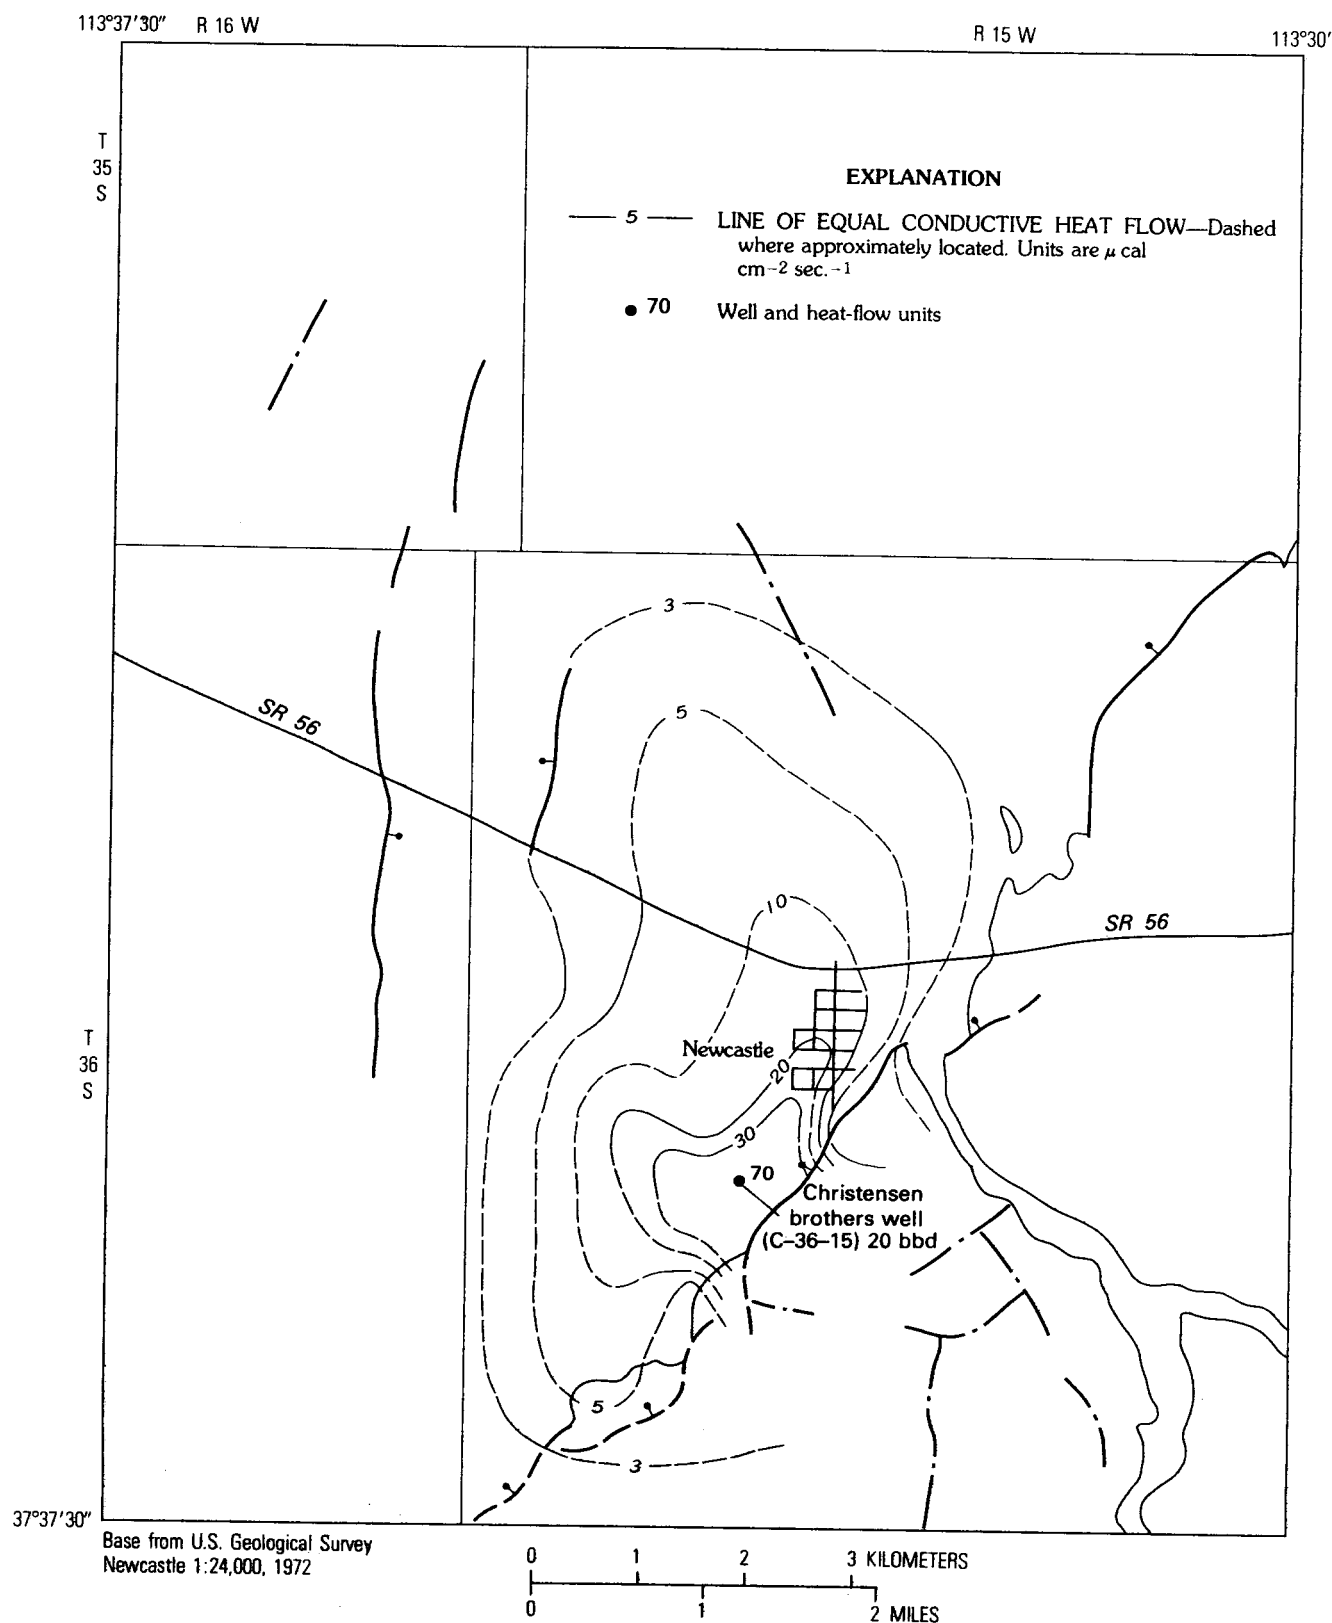 113°37'30" R 16 W R 15 W 113°30'
T
35
S
EXPLANATION
5 LINE OF EQUAL CONDUCTIVE HEAT FLOW—Dashed
where approximately located. Units are μ cal
cm−2 sec.−1
70 Well and heat-flow units
3
5
SR 56
10
SR 56
T
36
S
Newcastle
20
30
70
Christensen
brothers well
(C–36–15) 20 bbd
5
3
37°37'30"
Base from U.S. Geological Survey
Newcastle 1:24,000, 1972
0 1 2 3 KILOMETERS
0 1 2 MILES